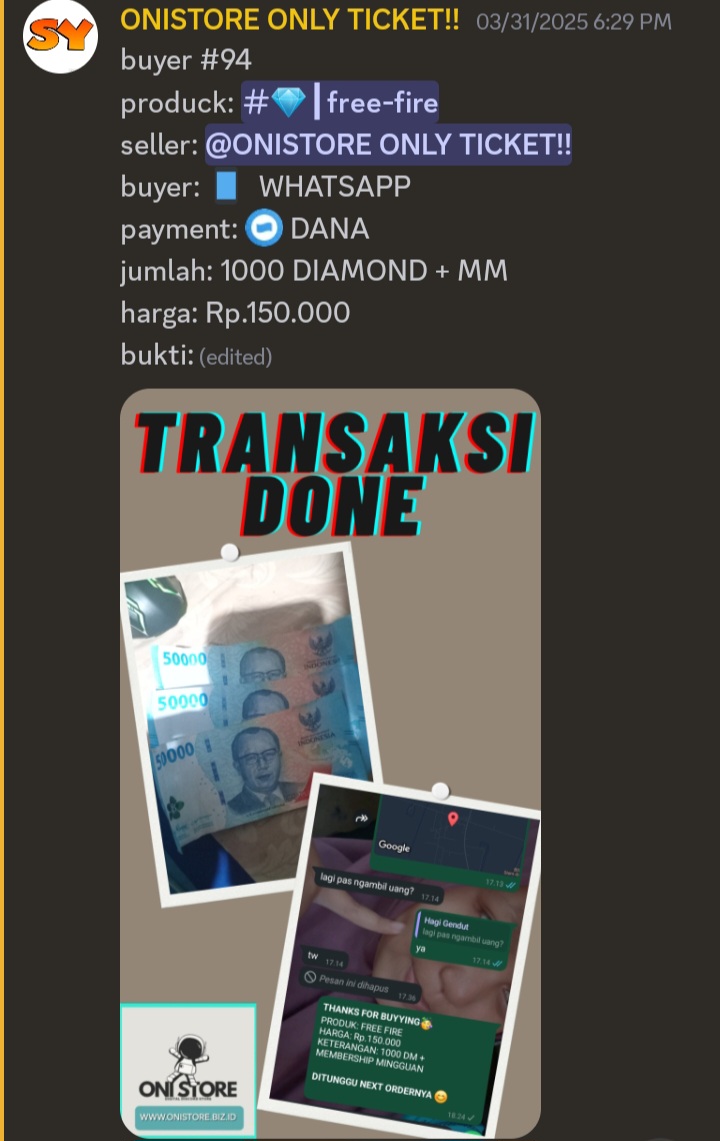 SY
ONISTORE ONLY TICKET!! 03/31/2025 6:29 PM
buyer #94
produck: #💎┃free-fire
seller: @ONISTORE ONLY TICKET!!
buyer: WHATSAPP
payment: DANA
jumlah: 1000 DIAMOND + MM
harga: Rp.150.000
bukti: (edited)
TRANSAKSI
DONE
50000
50000
50000
INDONESIA
Google
17.13
lagi pas ngambil uang? 17.14
Hagi Gendut
lagi pas ngambil uang?
ya 17.14
tw 17.14
Pesan ini dihapus 17.36
THANKS FOR BUYYING🥳
PRODUK: FREE FIRE
HARGA: Rp.150.000
KETERANGAN: 1000 DM +
MEMBERSHIP MINGGUAN
DITUNGGU NEXT ORDERNYA 😊
18.24
ONI STORE
WWW.ONISTORE.BIZ.ID